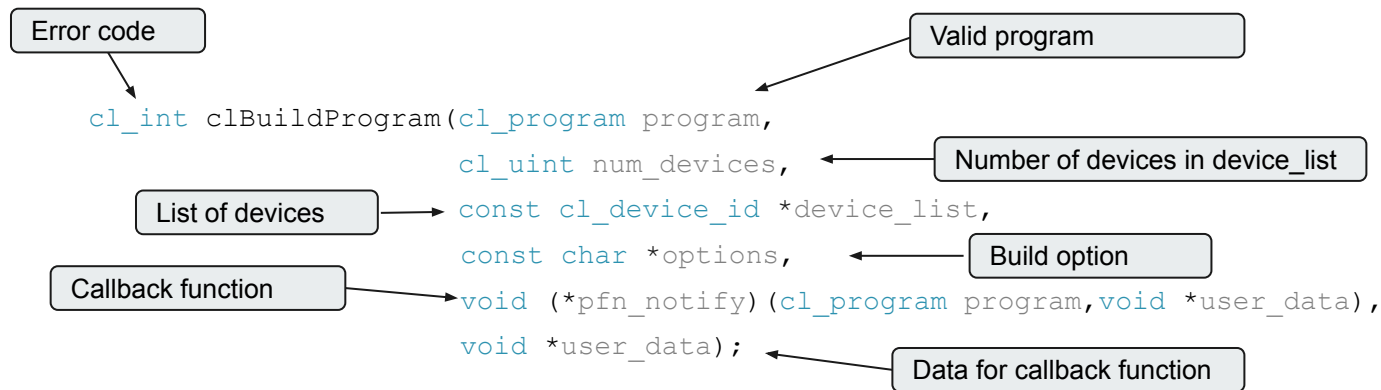 Error code
Valid program
cl_int clBuildProgram(cl_program program,
cl_uint num_devices,
Number of devices in device_list
List of devices
const cl_device_id *device_list,
const char *options,
Build option
Callback function
void (*pfn_notify)(cl_program program,void *user_data),
void *user_data);
Data for callback function